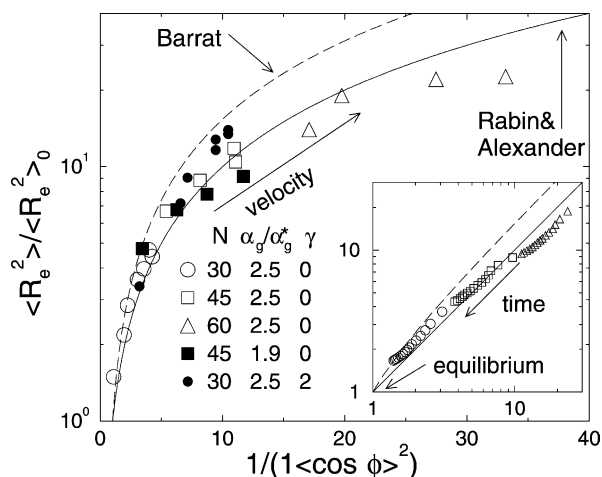 Barrat
Rabin&
Alexander
velocity
<R_e^2>/<R_e^2>_0
10^1
10^0
N α_g/α_g^* γ
30 2.5 0
45 2.5 0
60 2.5 0
45 1.9 0
30 2.5 2
10
1
time
equilibrium
1 10
0 10 20 30 40
1/(1<cos ϕ>^2)